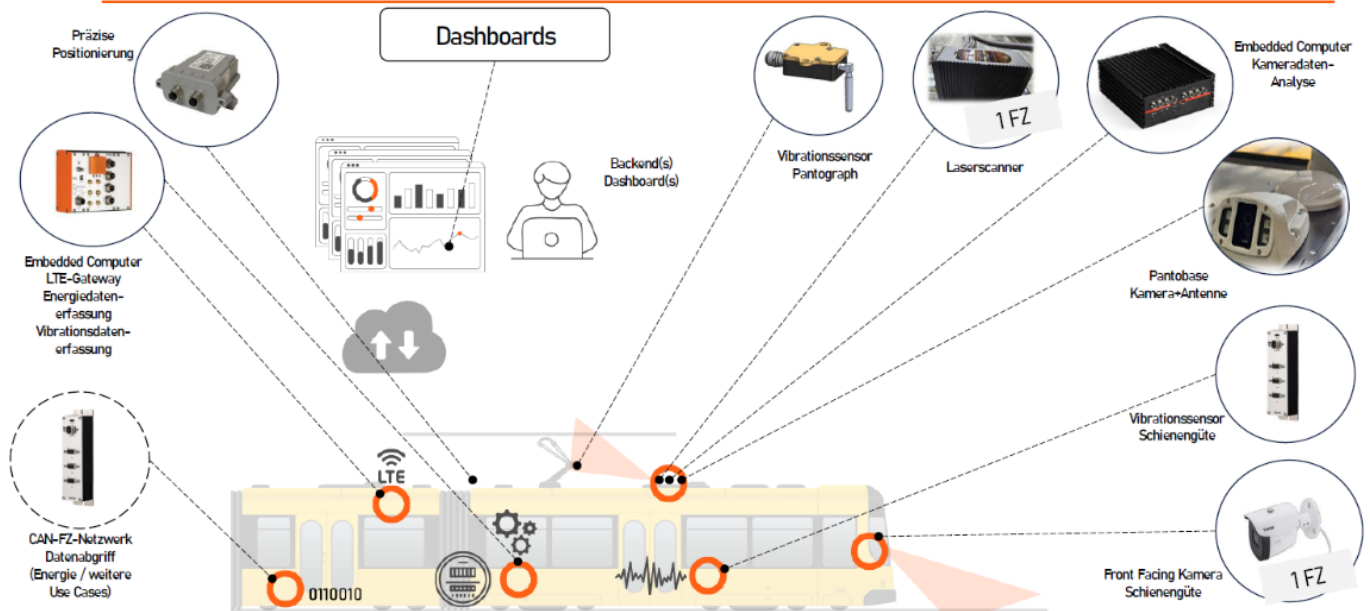 Präzise
Positionierung
Dashboards
Embedded Computer
Kameradaten-
Analyse
1 FZ
Backend(s)
Dashboard(s)
Vibrationssensor
Pantograph
Laserscanner
Embedded Computer
LTE-Gateway
Energiedaten-
erfassung
Vibrationsdaten-
erfassung
Pantobase
Kamera+Antenne
Vibrationssensor
Schienengüte
LTE
CAN-FZ-Netzwerk
Datenabgriff
(Energie / weitere
Use Cases)
0110010
Front Facing Kamera
Schienengüte
1 FZ